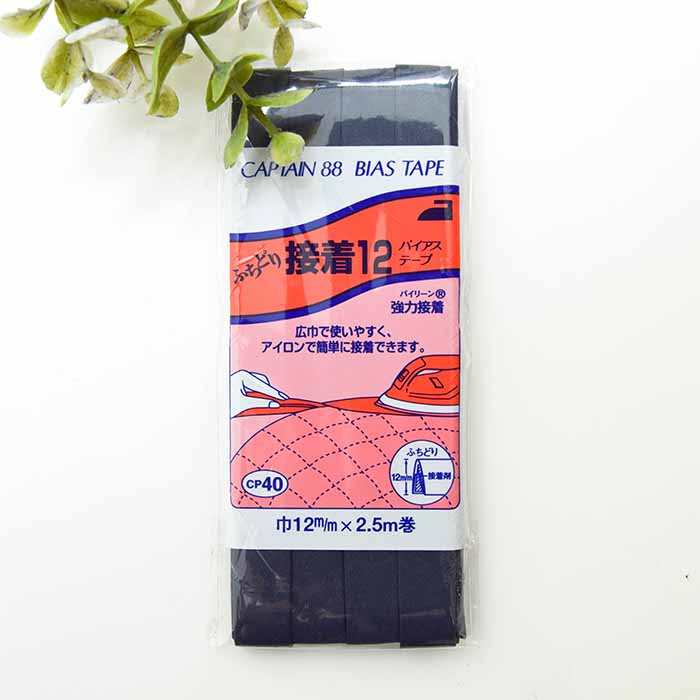 CAPTAIN 88 BIAS TAPE
ふちどり 接着12 バイアス
テープ
バイリーン®
強力接着
広巾で使いやすく、
アイロンで簡単に接着できます。
ふちどり
12m/m 接着剤
CP40
巾12m/m×2.5m巻